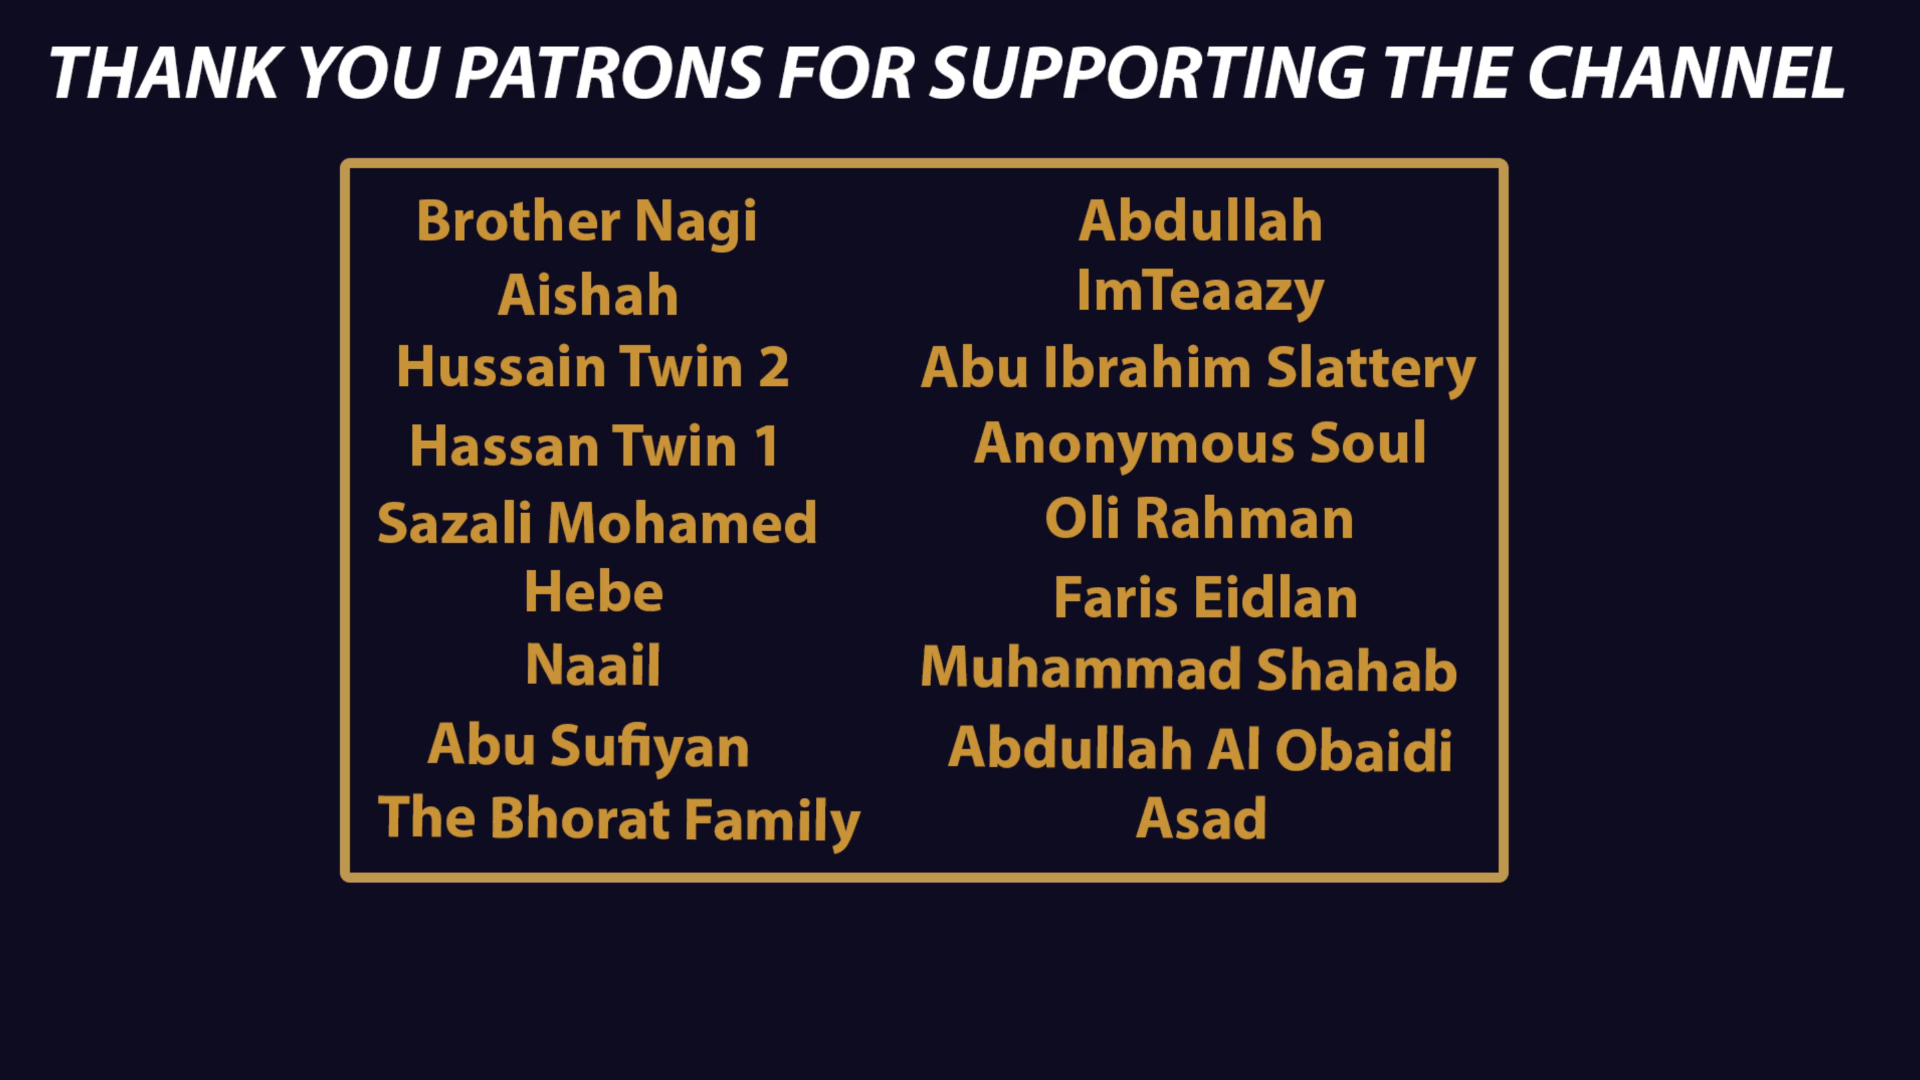 THANK YOU PATRONS FOR SUPPORTING THE CHANNEL
Brother Nagi
Aishah
Hussain Twin 2
Hassan Twin 1
Sazali Mohamed
Hebe
Naail
Abu Sufiyan
The Bhorat Family
Abdullah
ImTeaazy
Abu Ibrahim Slattery
Anonymous Soul
Oli Rahman
Faris Eidlan
Muhammad Shahab
Abdullah Al Obaidi
Asad